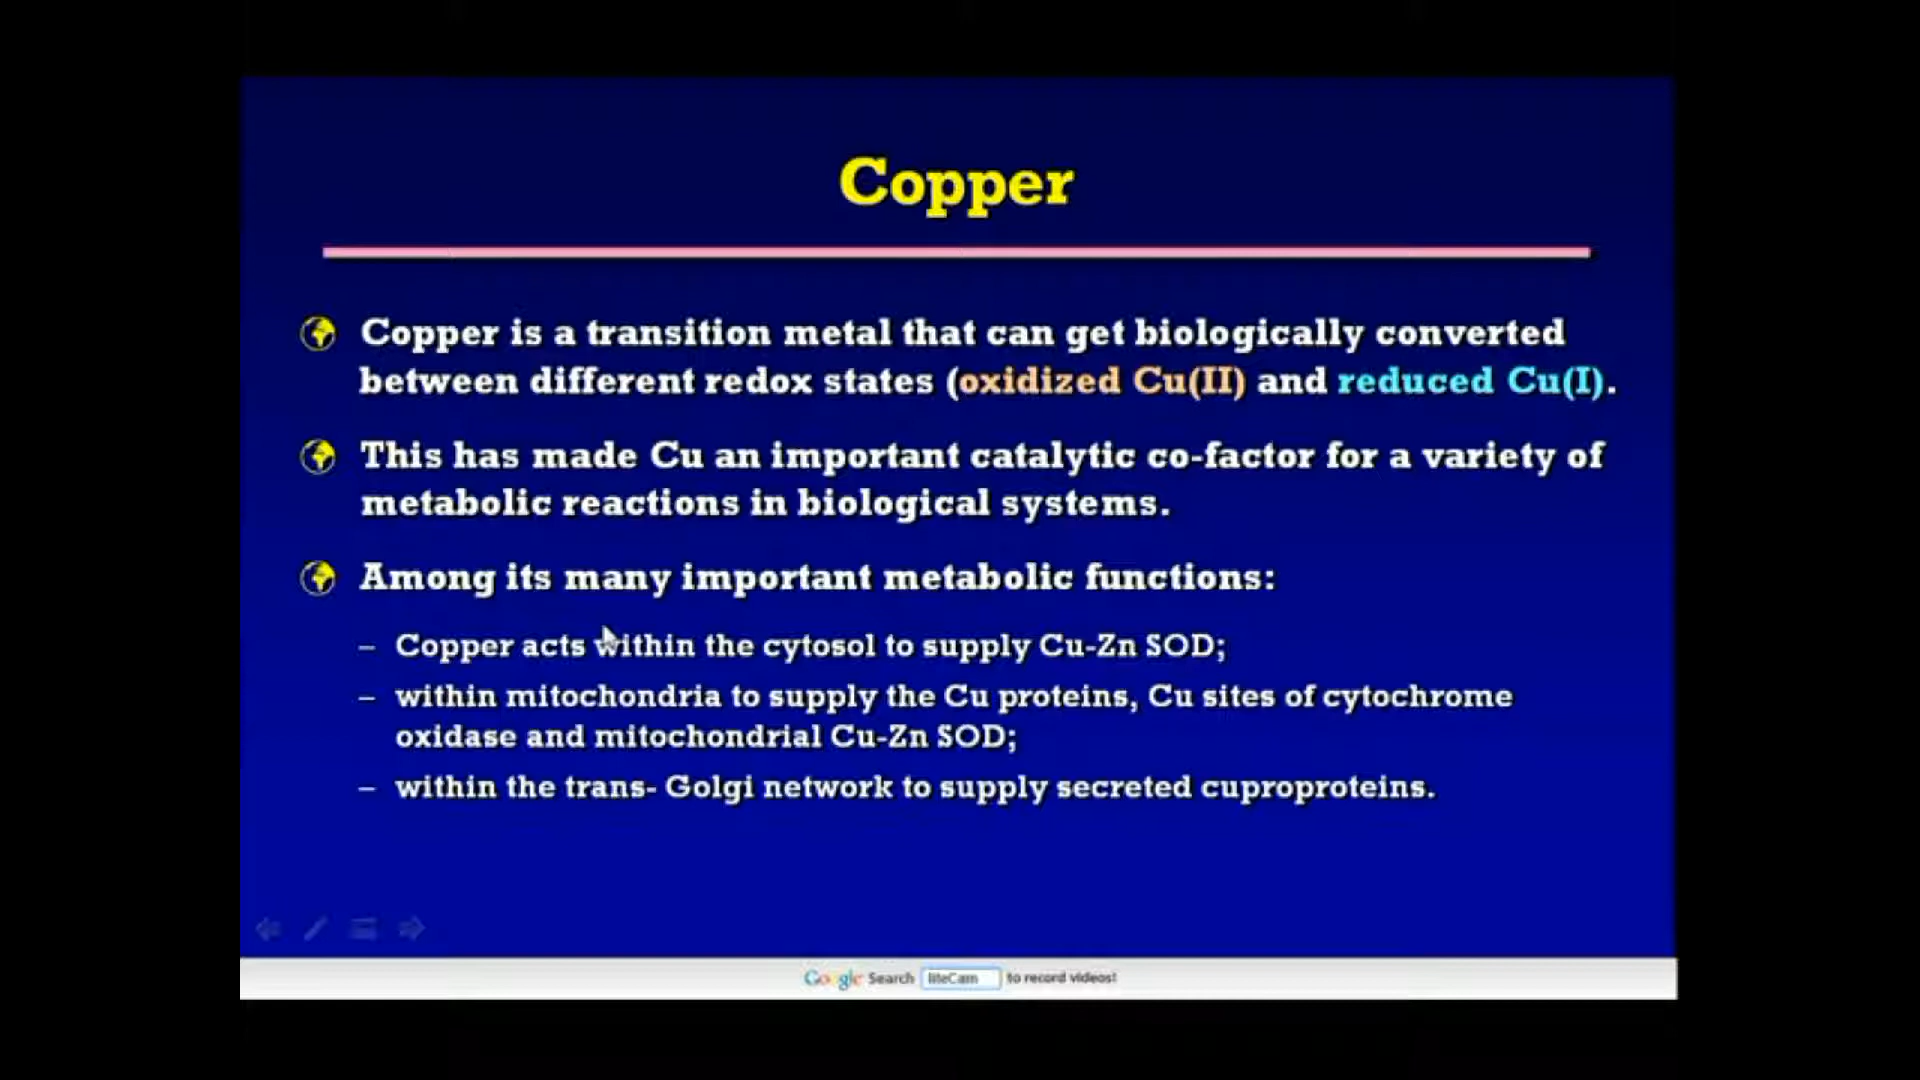 Copper
Copper is a transition metal that can get biologically converted
between different redox states (oxidized Cu(II) and reduced Cu(I).
This has made Cu an important catalytic co-factor for a variety of
metabolic reactions in biological systems.
Among its many important metabolic functions:
– Copper acts within the cytosol to supply Cu-Zn SOD;
– within mitochondria to supply the Cu proteins, Cu sites of cytochrome
oxidase and mitochondrial Cu-Zn SOD;
– within the trans- Golgi network to supply secreted cuproproteins.
Google Search liteCam to record videos!